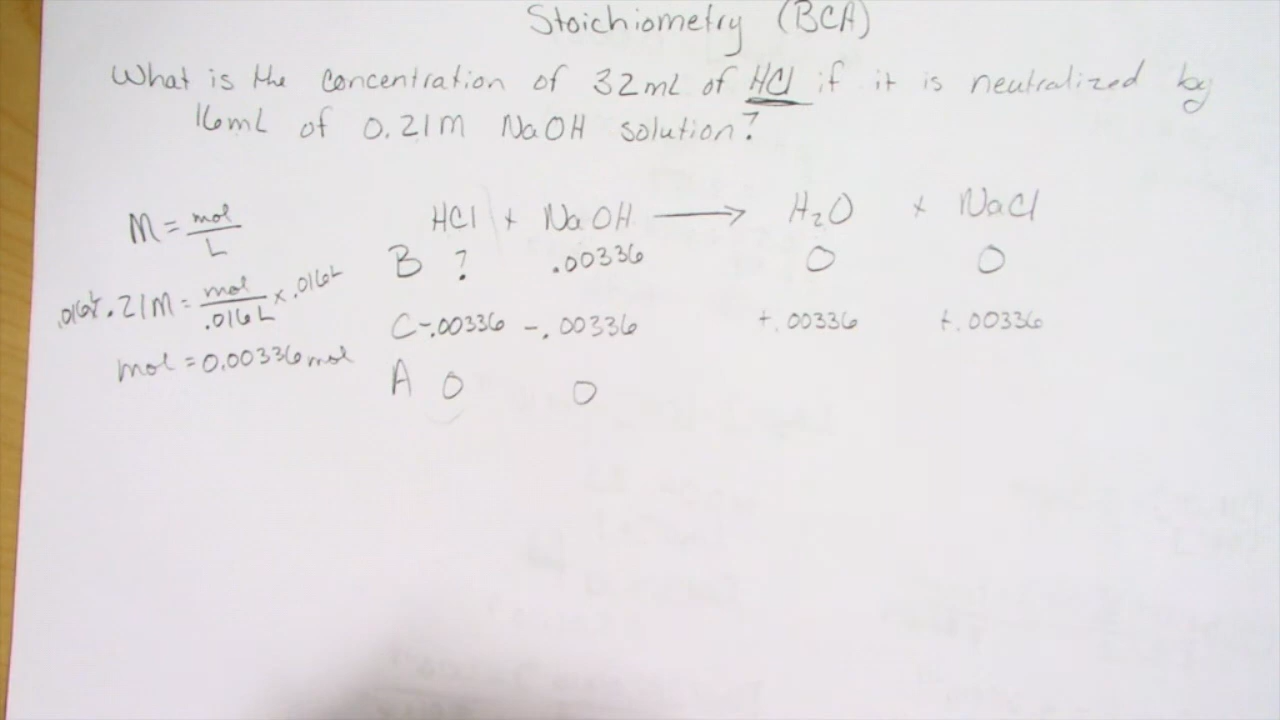 Stoichiometry (BCA)
What is the concentration of 32mL of HCl if it is neutralized by
16mL of 0.21M NaOH solution?
M = mol/L
HCl + NaOH ⟶ H₂O + NaCl
B ? .00336 0 0
.016L · .21M = mol/.016L × .016L
C -.00336 -.00336 +.00336 +.00336
mol = 0.00336mol
A 0 0